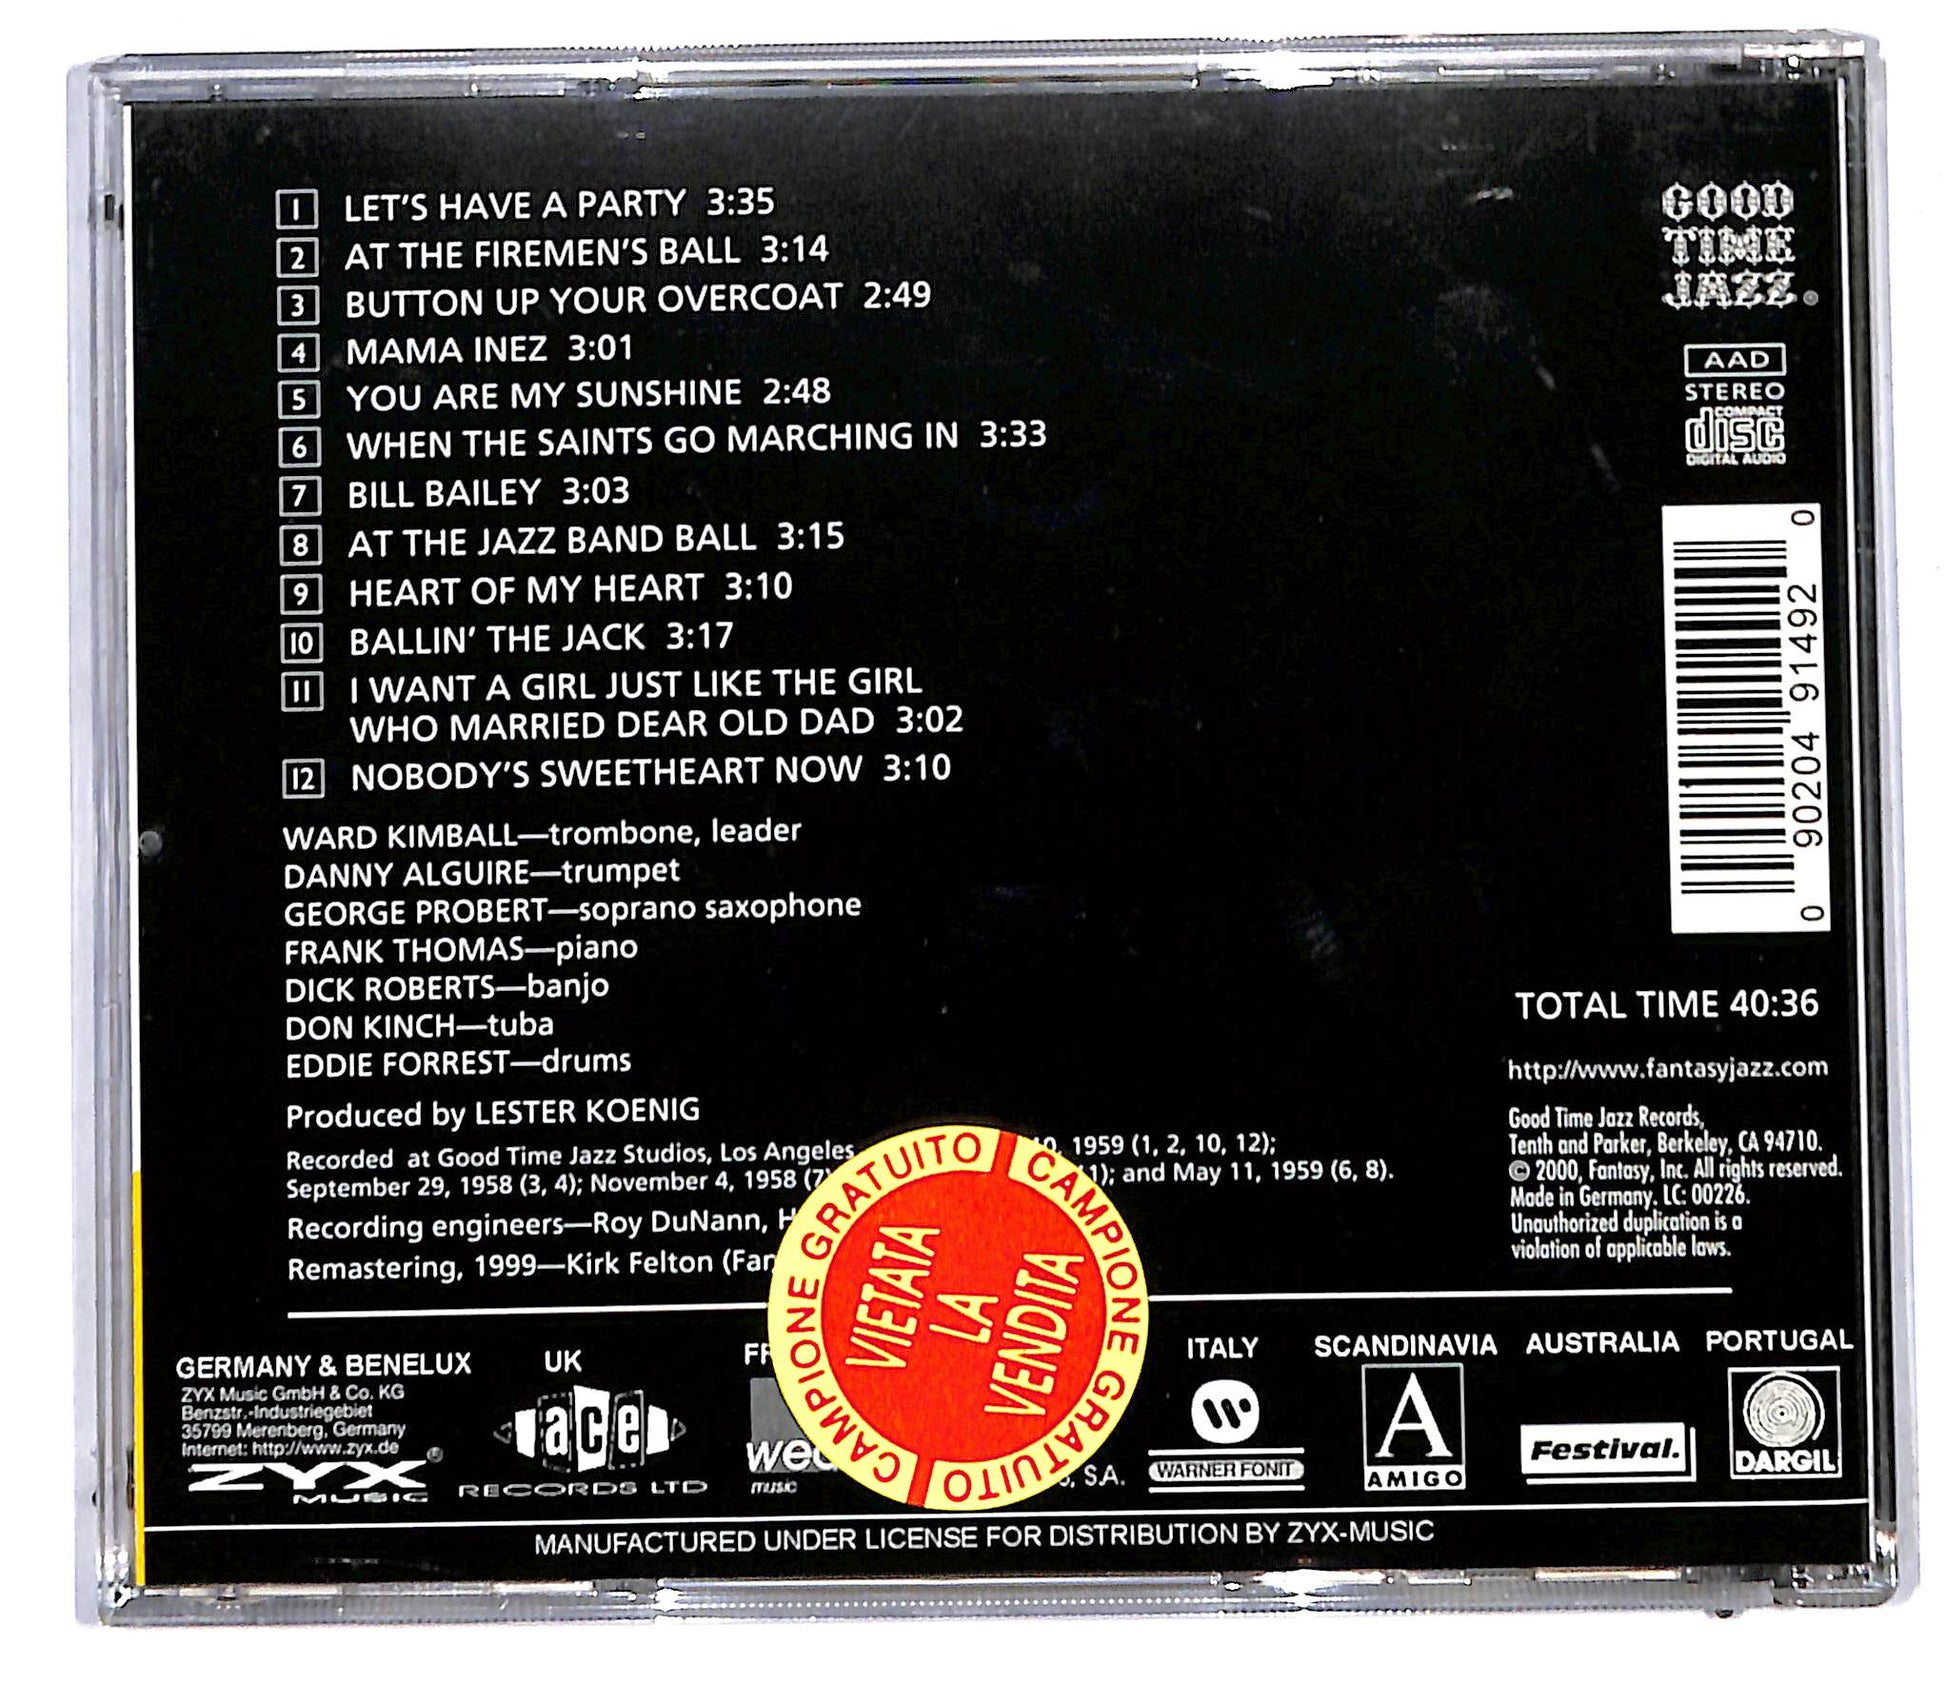 1 LET'S HAVE A PARTY 3:35
2 AT THE FIREMEN'S BALL 3:14
3 BUTTON UP YOUR OVERCOAT 2:49
4 MAMA INEZ 3:01
5 YOU ARE MY SUNSHINE 2:48
6 WHEN THE SAINTS GO MARCHING IN 3:33
7 BILL BAILEY 3:03
8 AT THE JAZZ BAND BALL 3:15
9 HEART OF MY HEART 3:10
10 BALLIN' THE JACK 3:17
11 I WANT A GIRL JUST LIKE THE GIRL
WHO MARRIED DEAR OLD DAD 3:02
12 NOBODY'S SWEETHEART NOW 3:10
WARD KIMBALL—trombone, leader
DANNY ALGUIRE—trumpet
GEORGE PROBERT—soprano saxophone
FRANK THOMAS—piano
DICK ROBERTS—banjo
DON KINCH—tuba
EDDIE FORREST—drums
Produced by LESTER KOENIG
Recorded at Good Time Jazz Studios, Los Angeles 1959 (1, 2, 10, 12);
September 29, 1958 (3, 4); November 4, 1958 (7) and May 11, 1959 (6, 8).
Recording engineers—Roy DuNann,
Remastering, 1999—Kirk Felton
GOOD
TIME
JAZZ®
AAD
STEREO
COMPACT
disc
DIGITAL AUDIO
0 90204 91492 0
TOTAL TIME 40:36
http://www.fantasyjazz.com
Good Time Jazz Records,
Tenth and Parker, Berkeley, CA 94710.
© 2000, Fantasy, Inc. All rights reserved.
Made in Germany. LC: 00226.
Unauthorized duplication is a
violation of applicable laws.
CAMPIONE GRATUITO CAMPIONE GRATUITO
VIETATA
LA
VENDITA
GERMANY & BENELUX
ZYX Music GmbH & Co. KG
Benzstr.-Industriegebiet
35799 Merenberg, Germany
Internet: http://www.zyx.de
ZYX®
MUSIC
UK
ace
RECORDS LTD
music
S.A.
ITALY
WARNER FONIT
SCANDINAVIA
A
AMIGO
AUSTRALIA
Festival.
PORTUGAL
DARGIL
MANUFACTURED UNDER LICENSE FOR DISTRIBUTION BY ZYX-MUSIC